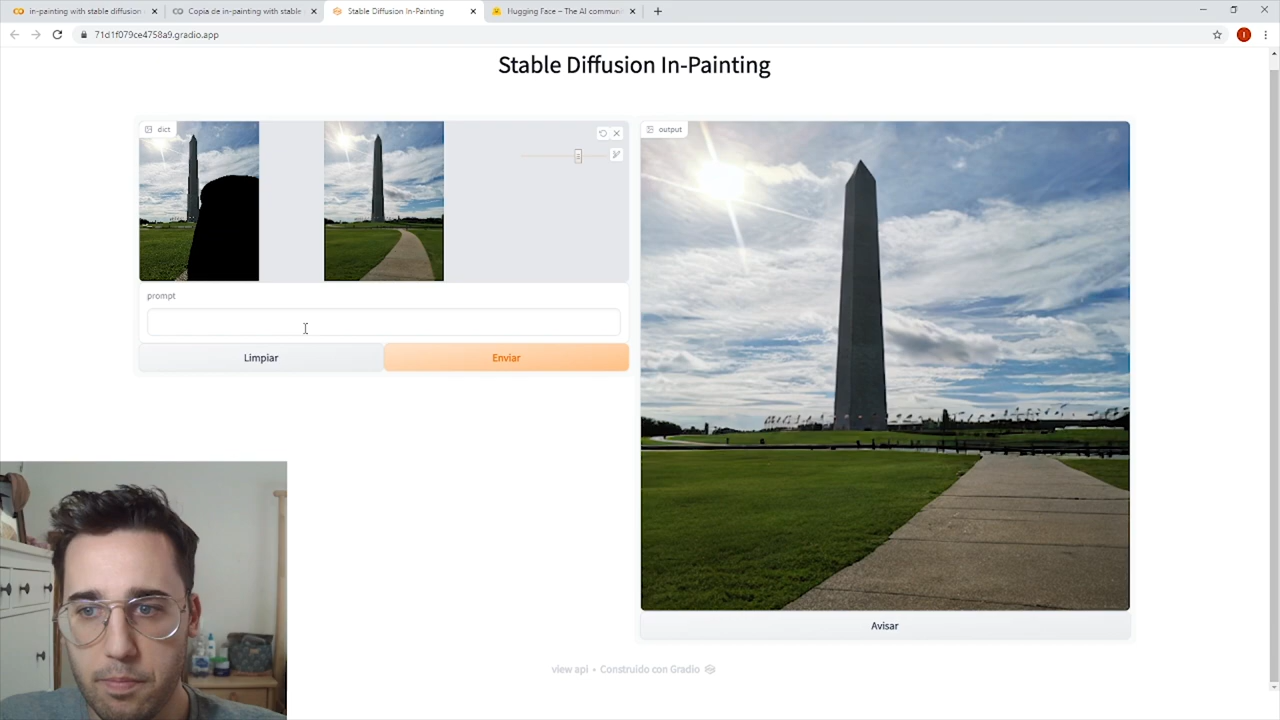 in-painting with stable diffusion
Copia de in-painting with stable
Stable Diffusion In-Painting
Hugging Face – The AI communi
71d1f079ce4758a9.gradio.app
Stable Diffusion In-Painting
dict
output
prompt
Limpiar
Enviar
Avisar
view api • Construido con Gradio